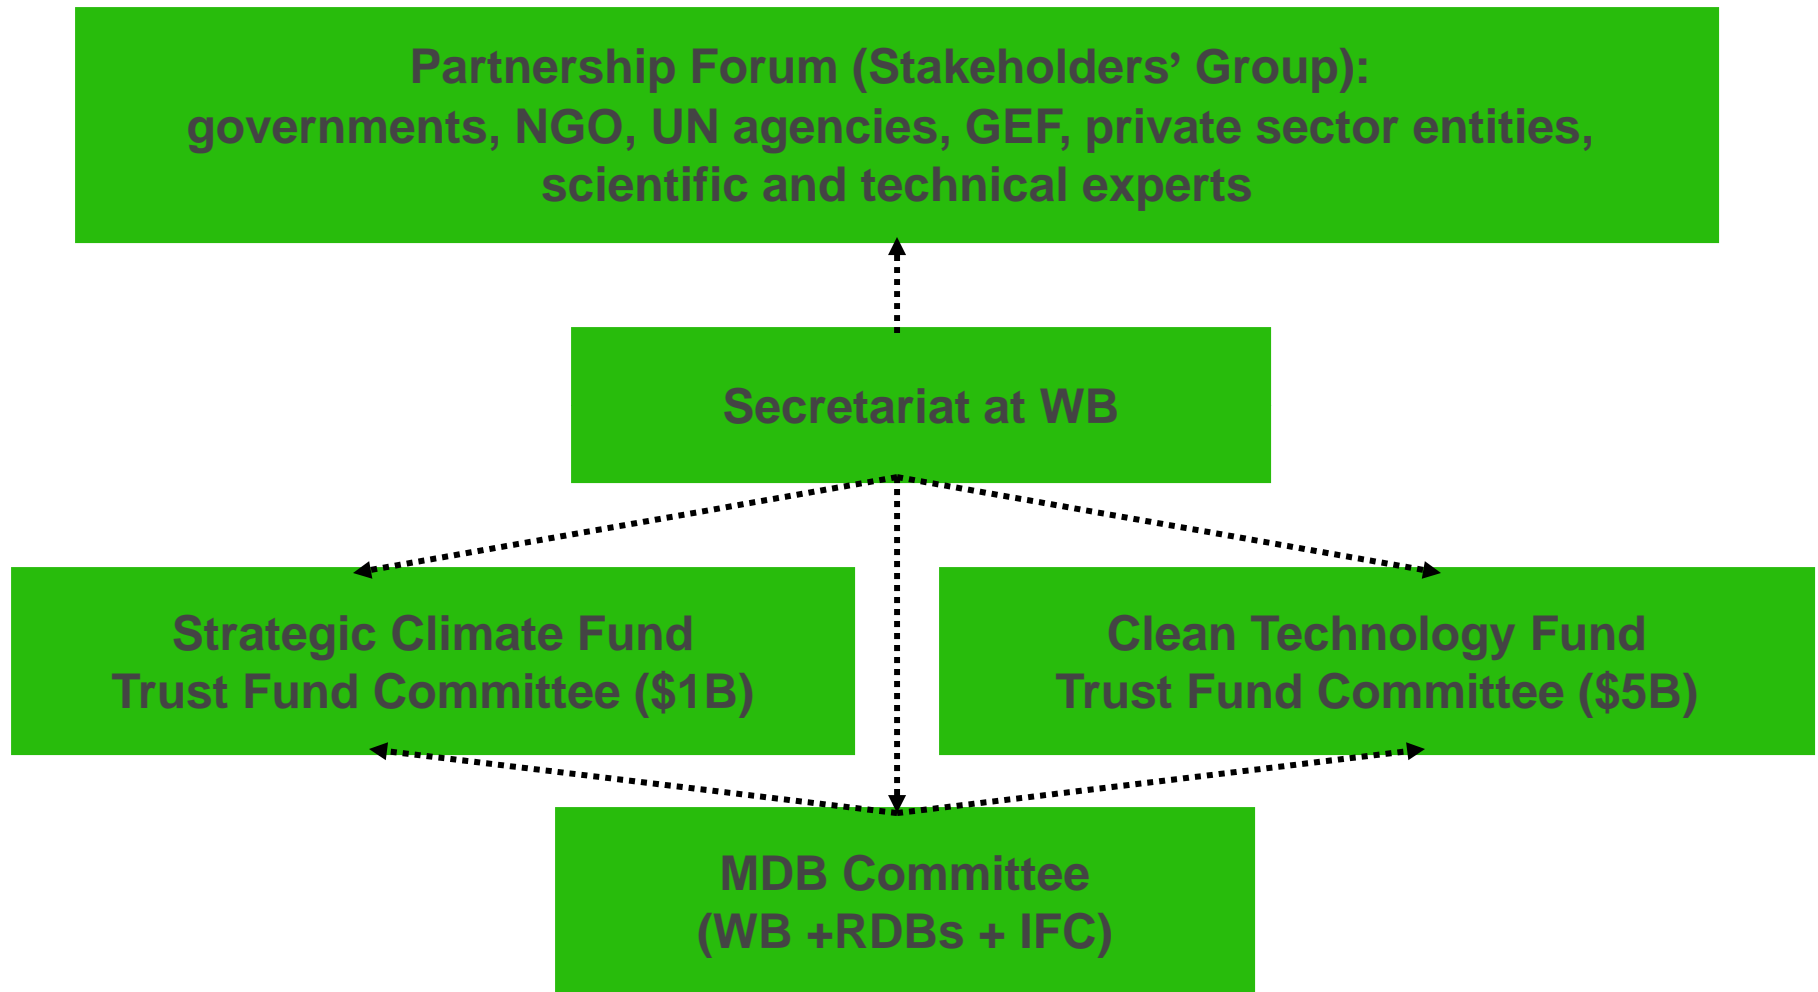 Partnership Forum (Stakeholders’ Group):
governments, NGO, UN agencies, GEF, private sector entities,
scientific and technical experts
Secretariat at WB
Strategic Climate Fund
Trust Fund Committee ($1B)
Clean Technology Fund
Trust Fund Committee ($5B)
MDB Committee
(WB +RDBs + IFC)